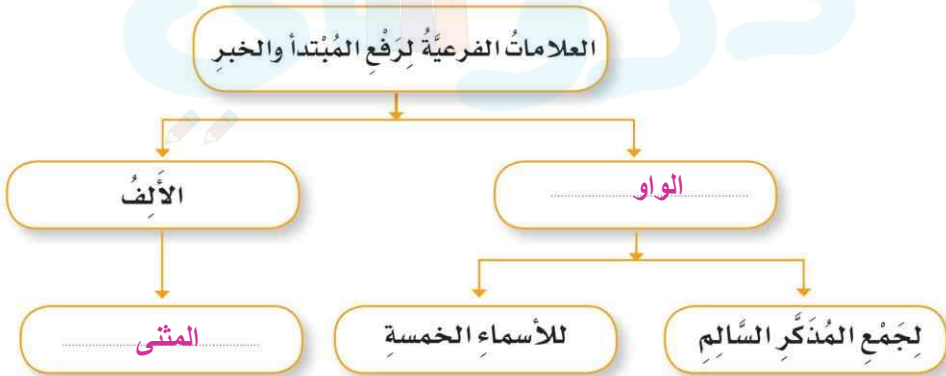 العلاماتُ الفرعيَّةُ لِرَفْعِ المُبْتدأ والخبرِ
الواو
الأَلِفُ
لِجَمْعِ المُذَكَّرِ السَّالِمِ
للأسماءِ الخمسةِ
المثنى